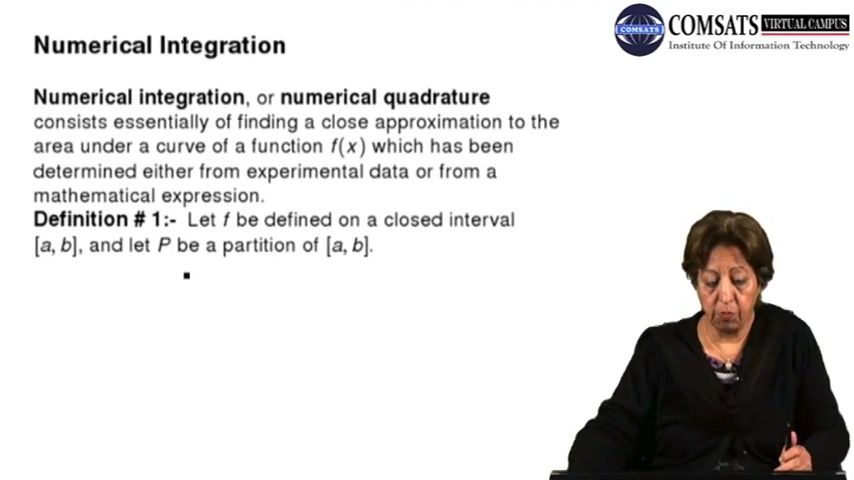 COMSATS VIRTUAL CAMPUS
COMSATS
Institute Of Information Technology
Numerical Integration
Numerical integration, or numerical quadrature
consists essentially of finding a close approximation to the
area under a curve of a function f(x) which has been
determined either from experimental data or from a
mathematical expression.
Definition # 1:- Let f be defined on a closed interval
[a, b], and let P be a partition of [a, b].